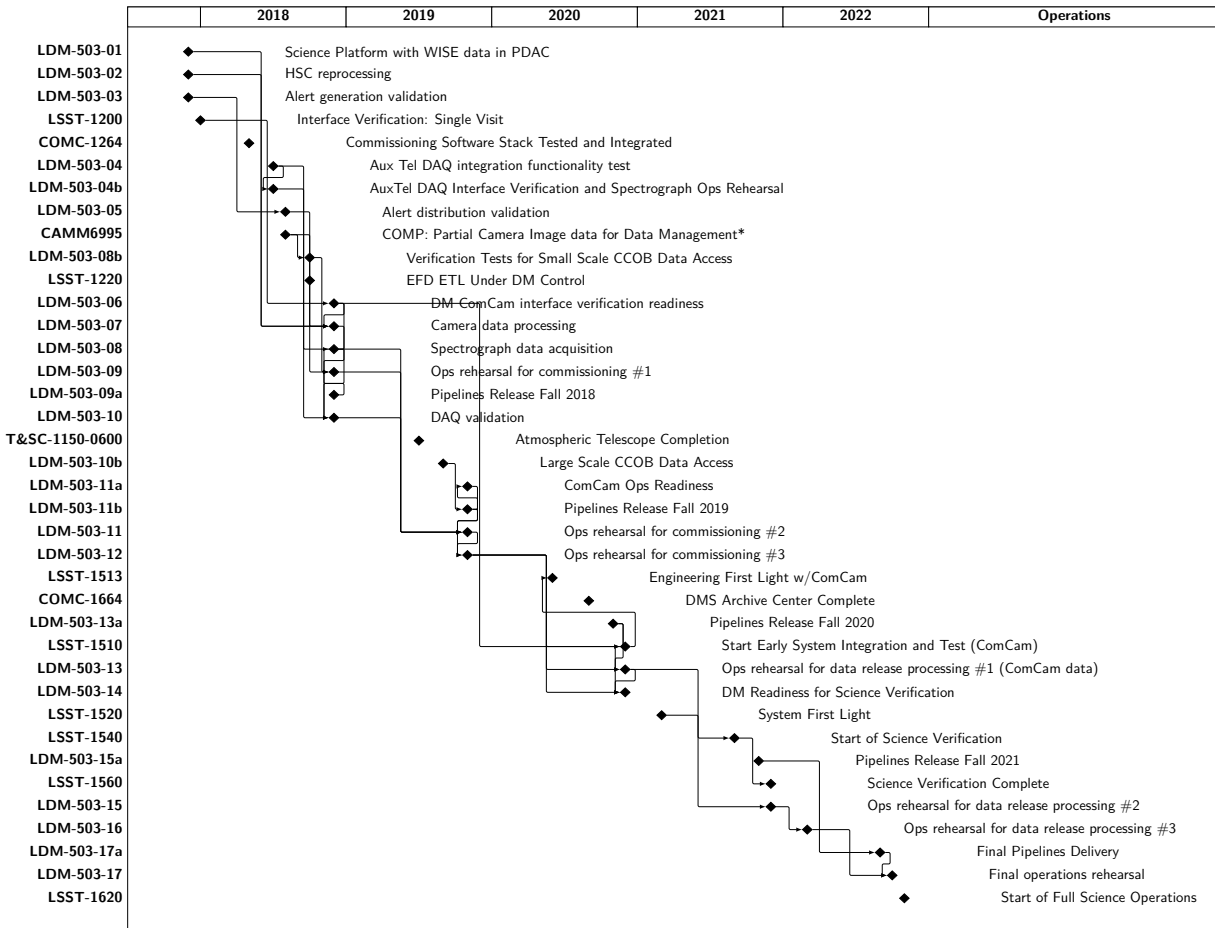 2018 2019 2020 2021 2022 Operations
LDM-503-01 Science Platform with WISE data in PDAC
LDM-503-02 HSC reprocessing
LDM-503-03 Alert generation validation
LSST-1200 Interface Verification: Single Visit
COMC-1264 Commissioning Software Stack Tested and Integrated
LDM-503-04 Aux Tel DAQ integration functionality test
LDM-503-04b AuxTel DAQ Interface Verification and Spectrograph Ops Rehearsal
LDM-503-05 Alert distribution validation
CAMM6995 COMP: Partial Camera Image data for Data Management*
LDM-503-08b Verification Tests for Small Scale CCOB Data Access
LSST-1220 EFD ETL Under DM Control
LDM-503-06 DM ComCam interface verification readiness
LDM-503-07 Camera data processing
LDM-503-08 Spectrograph data acquisition
LDM-503-09 Ops rehearsal for commissioning #1
LDM-503-09a Pipelines Release Fall 2018
LDM-503-10 DAQ validation
T&SC-1150-0600 Atmospheric Telescope Completion
LDM-503-10b Large Scale CCOB Data Access
LDM-503-11a ComCam Ops Readiness
LDM-503-11b Pipelines Release Fall 2019
LDM-503-11 Ops rehearsal for commissioning #2
LDM-503-12 Ops rehearsal for commissioning #3
LSST-1513 Engineering First Light w/ComCam
COMC-1664 DMS Archive Center Complete
LDM-503-13a Pipelines Release Fall 2020
LSST-1510 Start Early System Integration and Test (ComCam)
LDM-503-13 Ops rehearsal for data release processing #1 (ComCam data)
LDM-503-14 DM Readiness for Science Verification
LSST-1520 System First Light
LSST-1540 Start of Science Verification
LDM-503-15a Pipelines Release Fall 2021
LSST-1560 Science Verification Complete
LDM-503-15 Ops rehearsal for data release processing #2
LDM-503-16 Ops rehearsal for data release processing #3
LDM-503-17a Final Pipelines Delivery
LDM-503-17 Final operations rehearsal
LSST-1620 Start of Full Science Operations